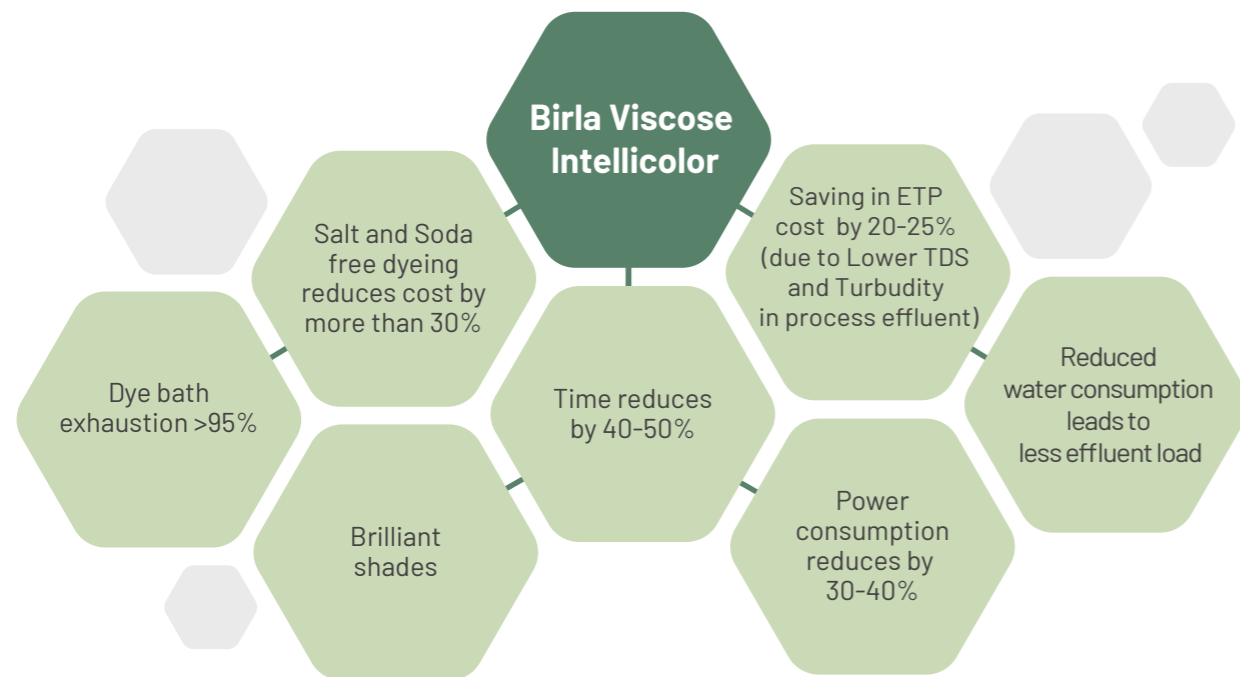 Birla Viscose
Intellicolor
Salt and Soda
free dyeing
reduces cost by
more than 30%
Saving in ETP
cost by 20-25%
(due to Lower TDS
and Turbudity
in process effluent)
Dye bath
exhaustion >95%
Time reduces
by 40-50%
Reduced
water consumption
leads to
less effluent load
Brilliant
shades
Power
consumption
reduces by
30-40%